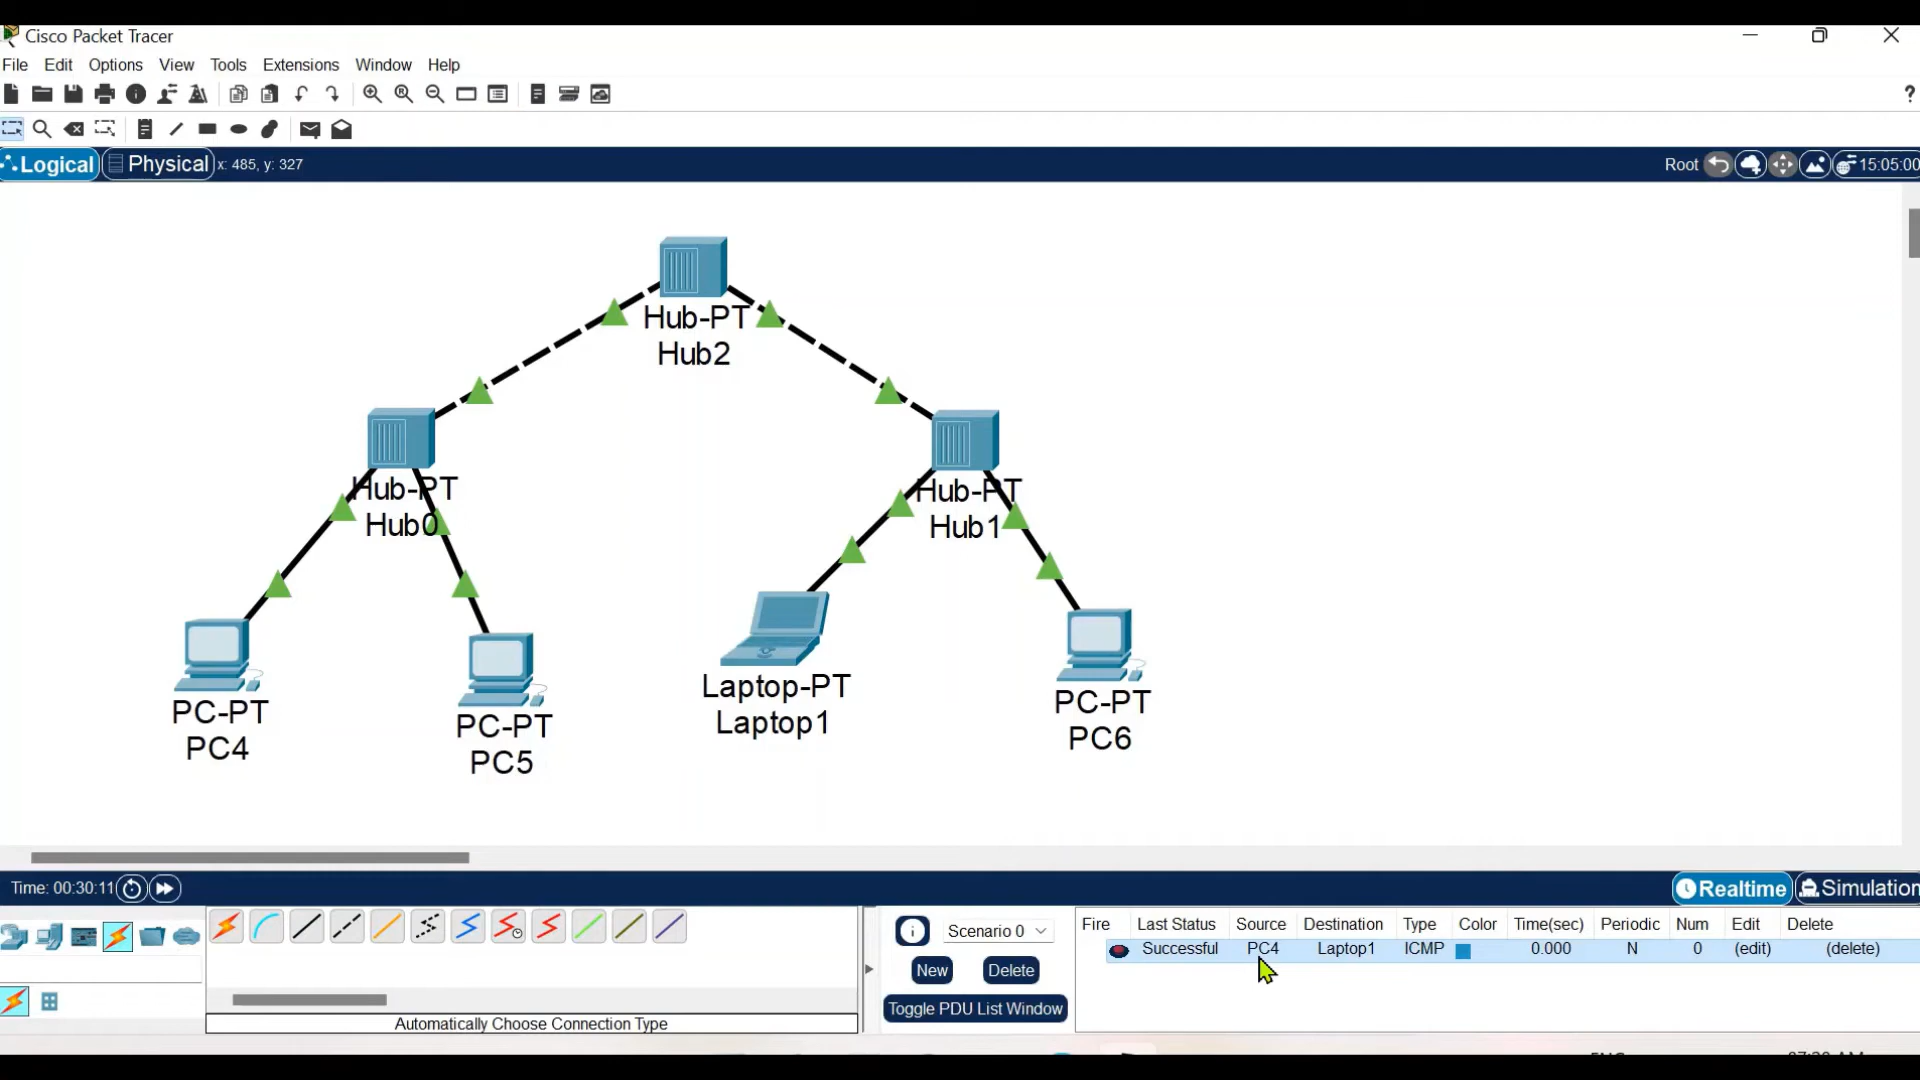 Cisco Packet Tracer
File Edit Options View Tools Extensions Window Help
?
Logical Physical x: 485, y: 327 Root 15:05:00
Hub-PT
Hub2
Hub-PT
Hub0
Hub-PT
Hub1
PC-PT
PC4
PC-PT
PC5
Laptop-PT
Laptop1
PC-PT
PC6
Time: 00:30:11 Realtime Simulation
Scenario 0
New Delete
Toggle PDU List Window
Fire Last Status Source Destination Type Color Time(sec) Periodic Num Edit Delete
Successful PC4 Laptop1 ICMP 0.000 N 0 (edit) (delete)
Automatically Choose Connection Type